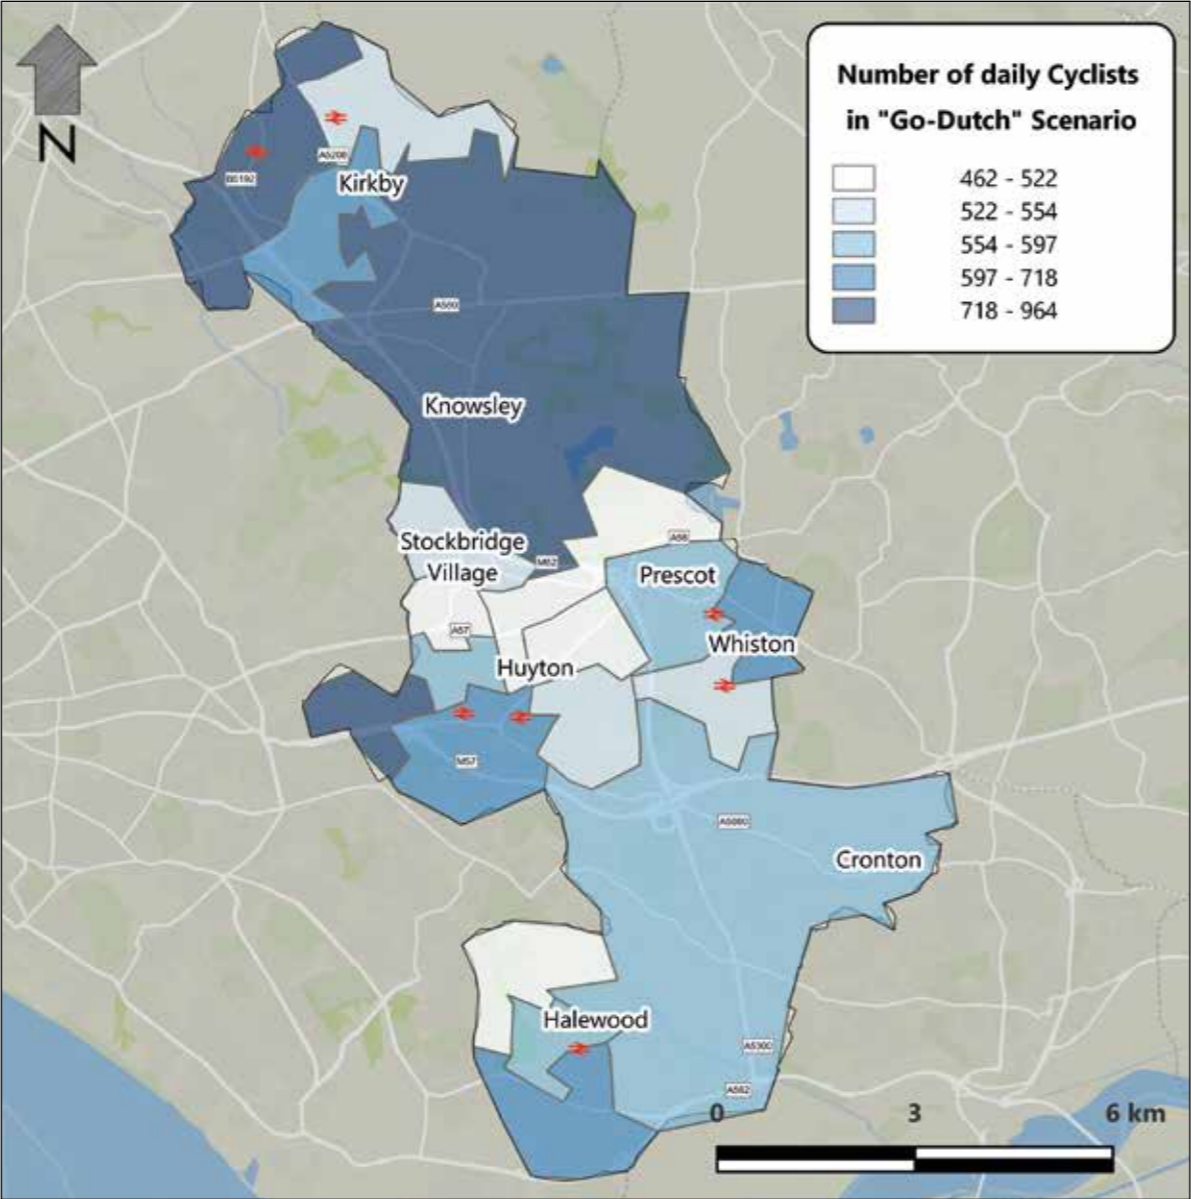 N
Number of daily Cyclists
in "Go-Dutch" Scenario
462 - 522
522 - 554
554 - 597
597 - 718
718 - 964
A5208
B5192
Kirkby
A580
Knowsley
Stockbridge
Village
M62
A58
Prescot
A57
Whiston
Huyton
M57
A5080
Cronton
Halewood
A5300
A562
0 3 6 km